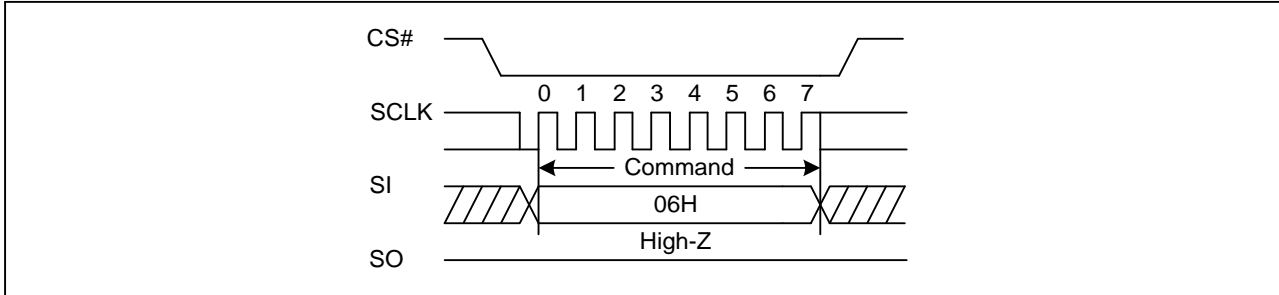 CS#
0 1 2 3 4 5 6 7
SCLK
Command
SI
06H
High-Z
SO